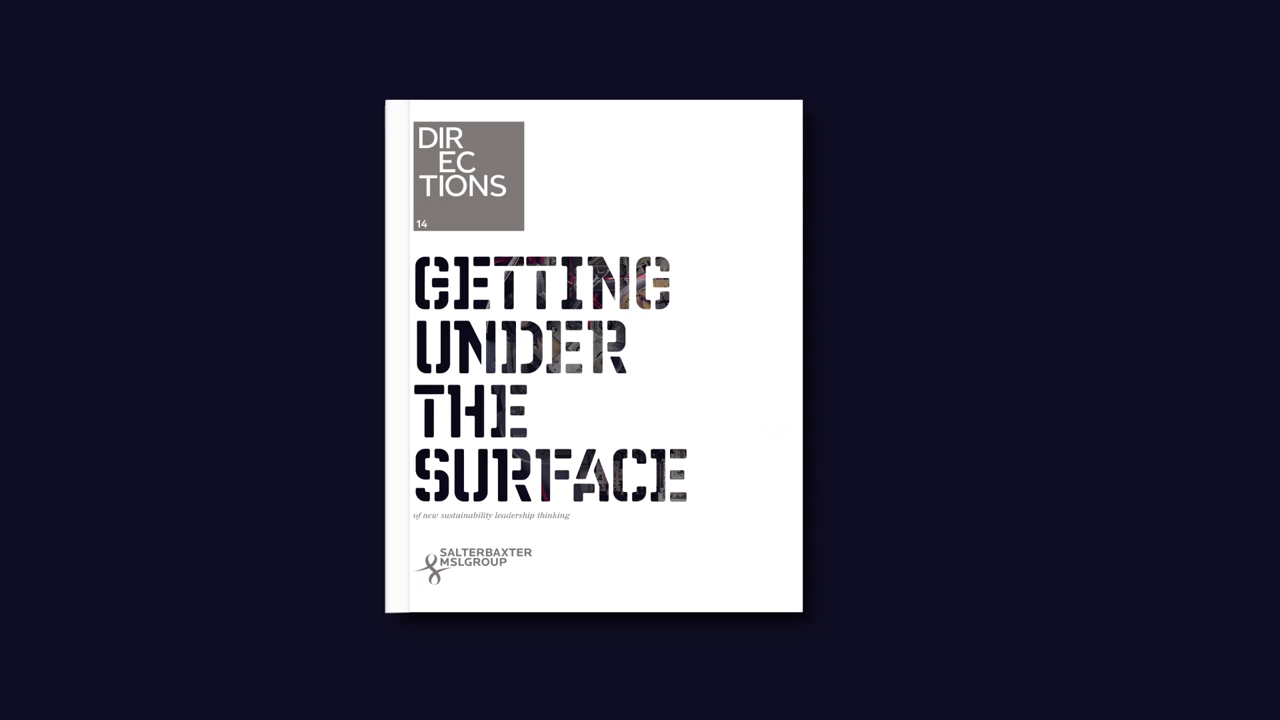 DIR
EC
TIONS
14
GETTING
UNDER
THE
SURFACE
of new sustainability leadership thinking
SALTERBAXTER
MSLGROUP